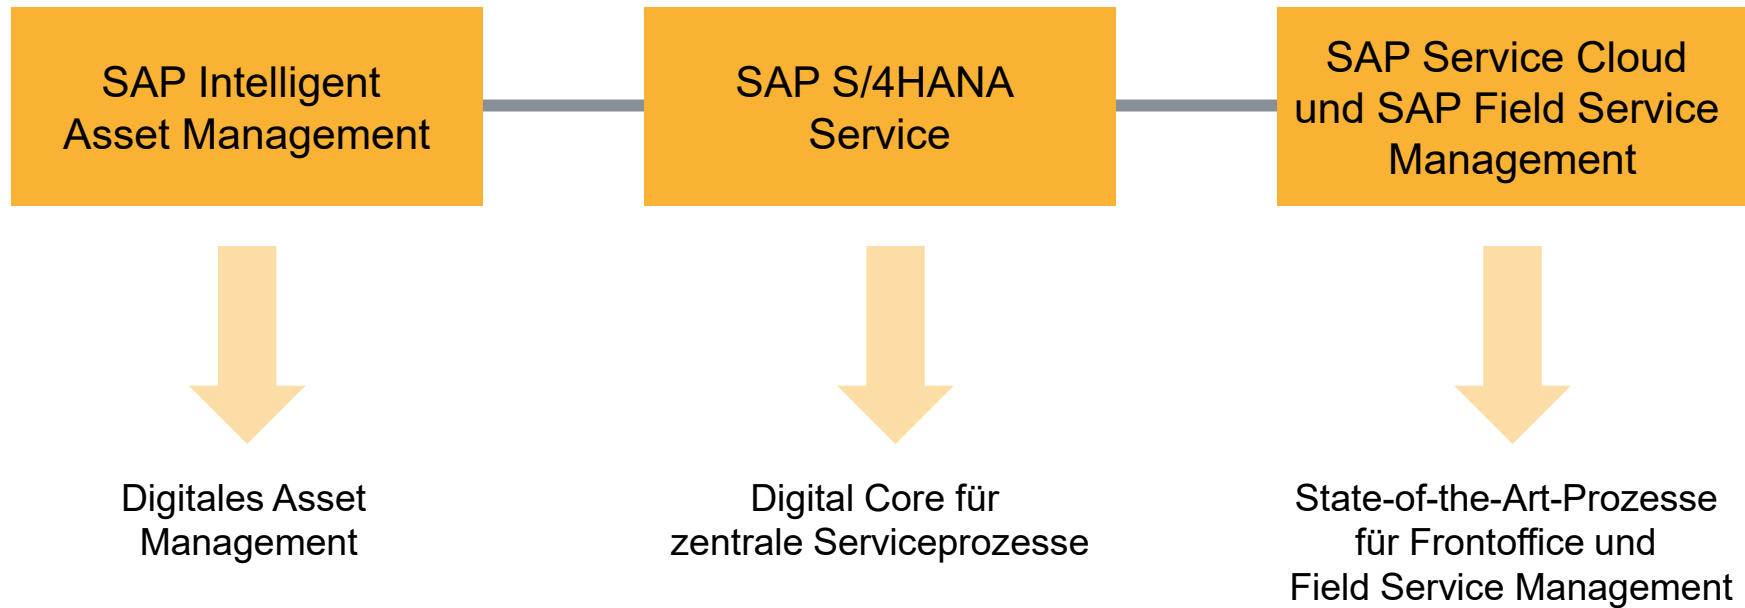 SAP Intelligent
Asset Management
SAP S/4HANA
Service
SAP Service Cloud
und SAP Field Service
Management
Digitales Asset
Management
Digital Core für
zentrale Serviceprozesse
State-of-the-Art-Prozesse
für Frontoffice und
Field Service Management